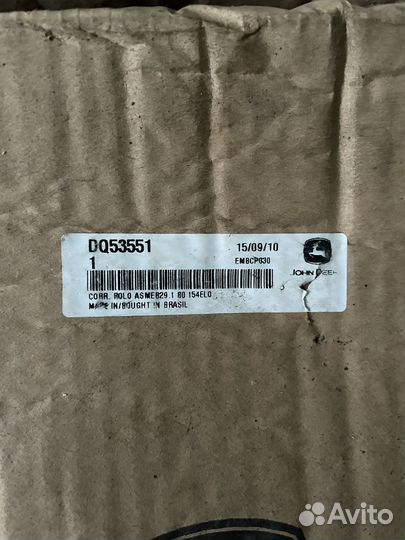 DQ53551
15/09/10
1
EMBCP030
JOHN DEERE
CORR. ROLO ASMEB29.1 80 154ELO
MADE IN/BOUGHT IN BRASIL
Avito